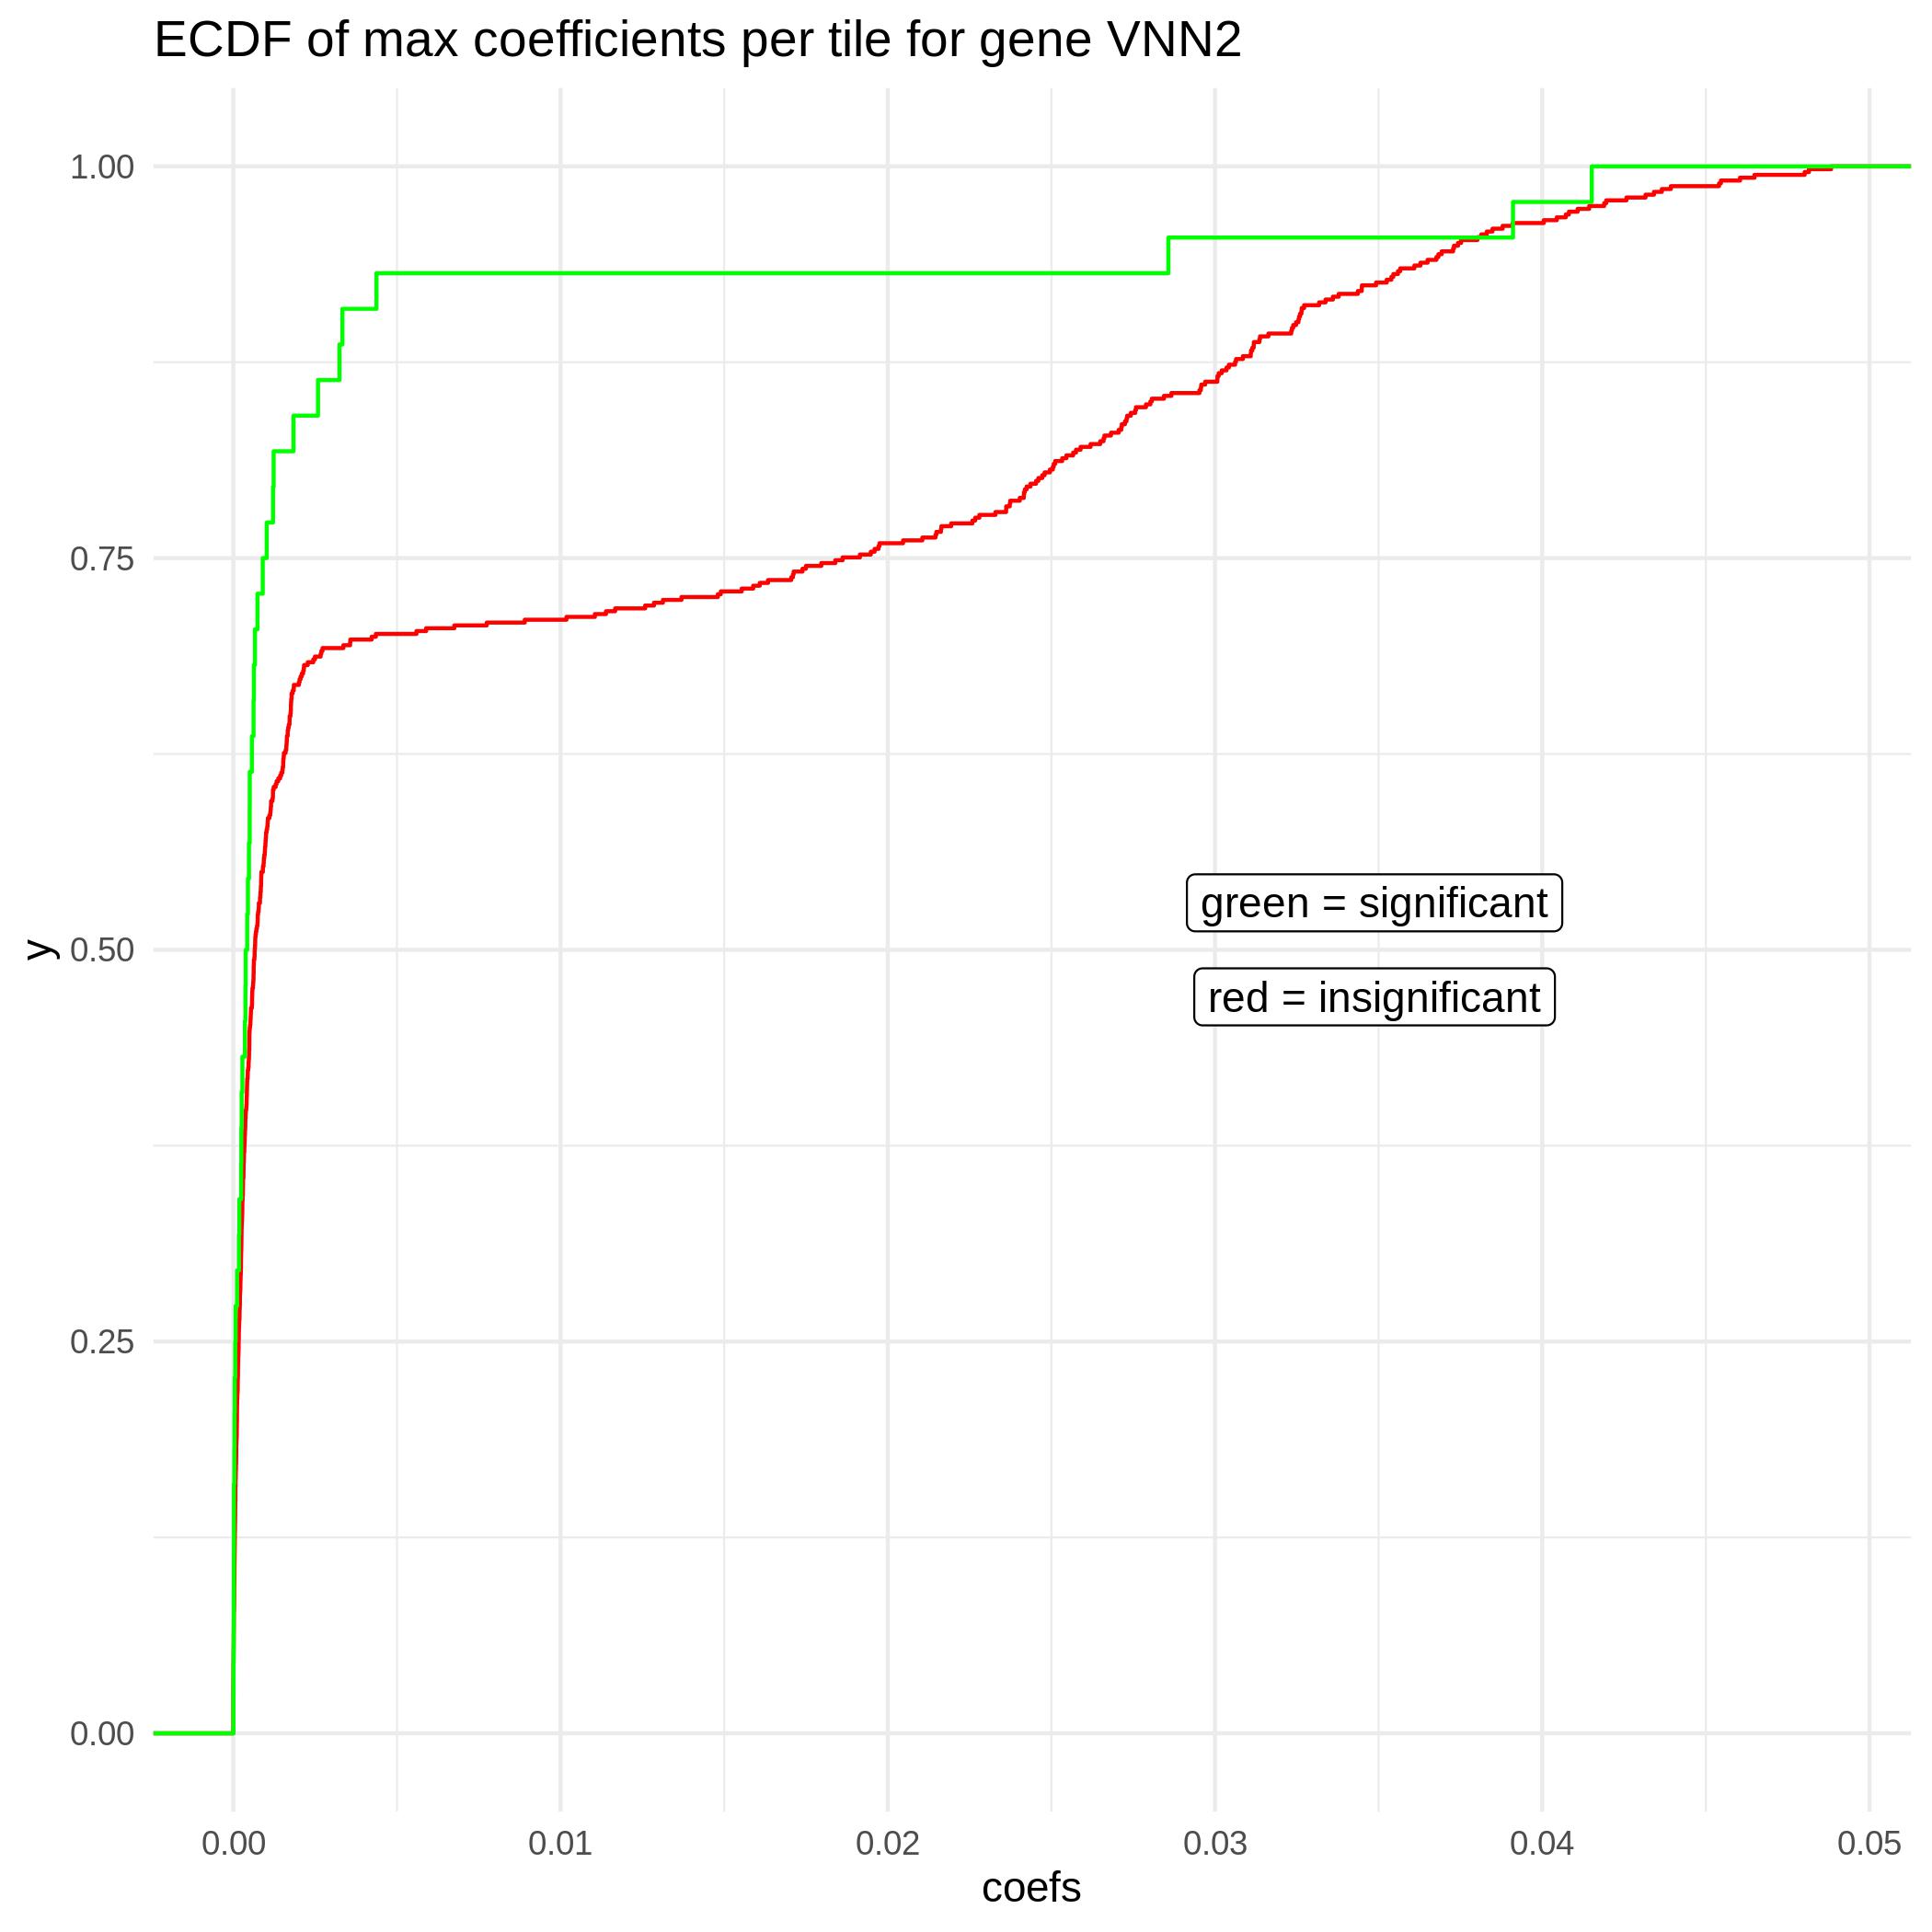 ECDF of max coefficients per tile for gene VNN2
1.00
0.75
0.50
0.25
0.00
y
green = significant
red = insignificant
0.00 0.01 0.02 0.03 0.04 0.05
coefs